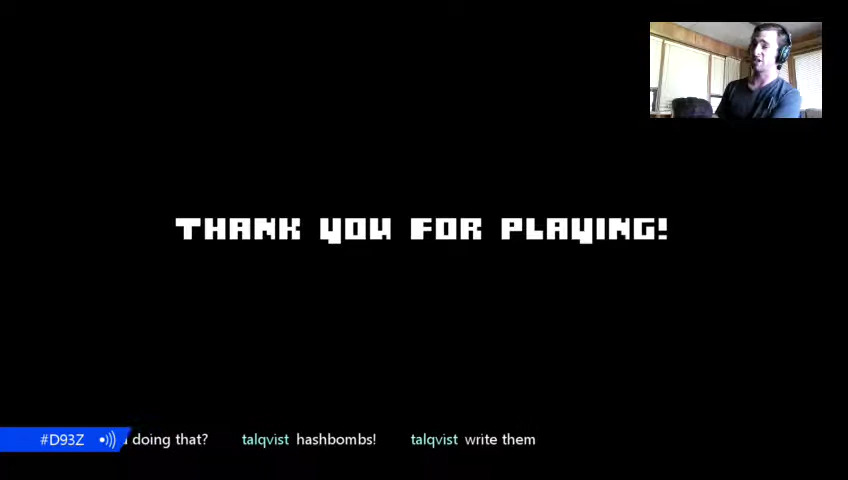 THANK YOU FOR PLAYING!
#D93Z doing that? talqvist hashbombs! talqvist write them